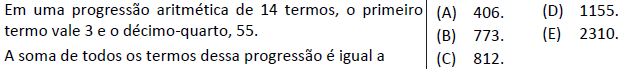 Em uma progressão aritmética de 14 termos, o primeiro
termo vale 3 e o décimo-quarto, 55.
A soma de todos os termos dessa progressão é igual a
(A) 406.
(B) 773.
(C) 812.
(D) 1155.
(E) 2310.